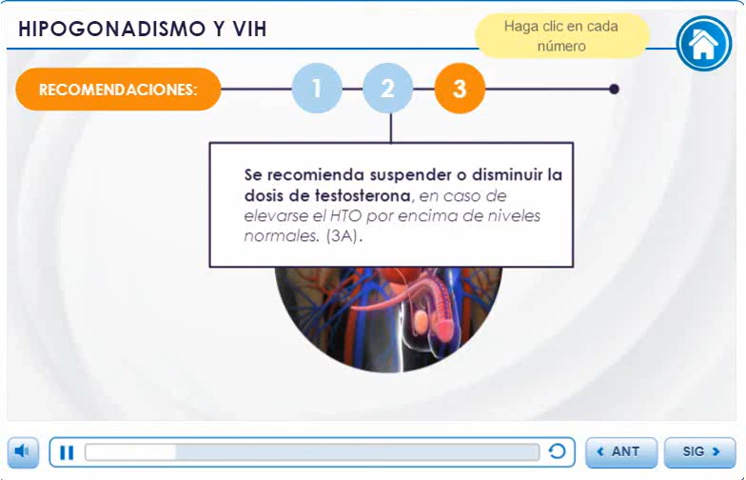 HIPOGONADISMO Y VIH
Haga clic en cada
número
RECOMENDACIONES:
1
2
3
Se recomienda suspender o disminuir la
dosis de testosterona, en caso de
elevarse el HTO por encima de niveles
normales. (3A).
ANT
SIG